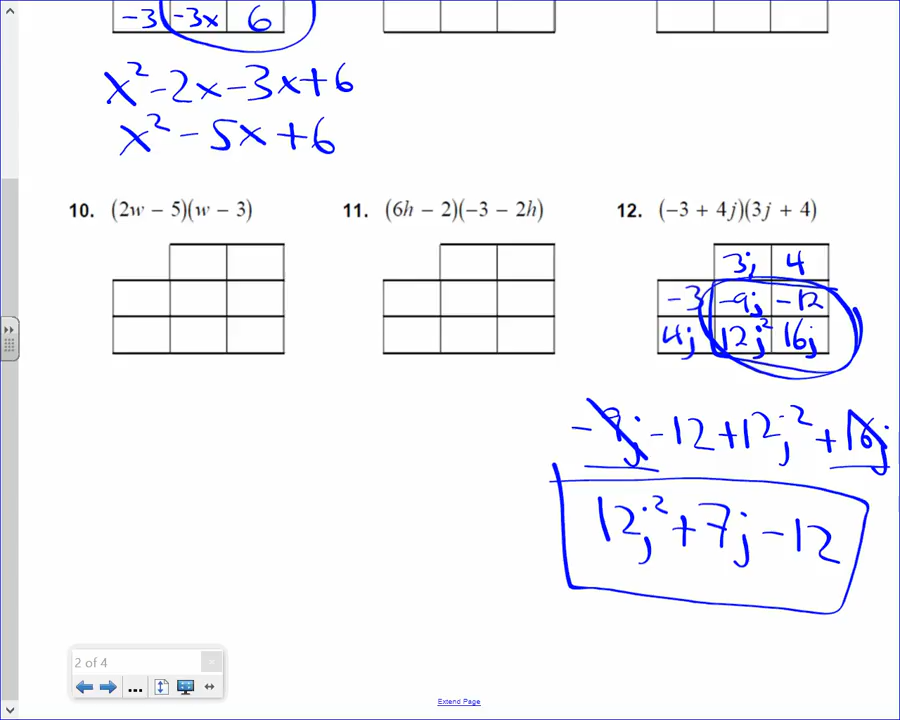 -3 -3x 6
x² - 2x - 3x + 6
x² - 5x + 6
10. (2w − 5)(w − 3)
11. (6h − 2)(−3 − 2h)
12. (−3 + 4j)(3j + 4)
3j 4
-3 -9j -12
4j 12j² 16j
-9j - 12 + 12j² + 16j
12j² + 7j - 12
2 of 4
...
Extend Page